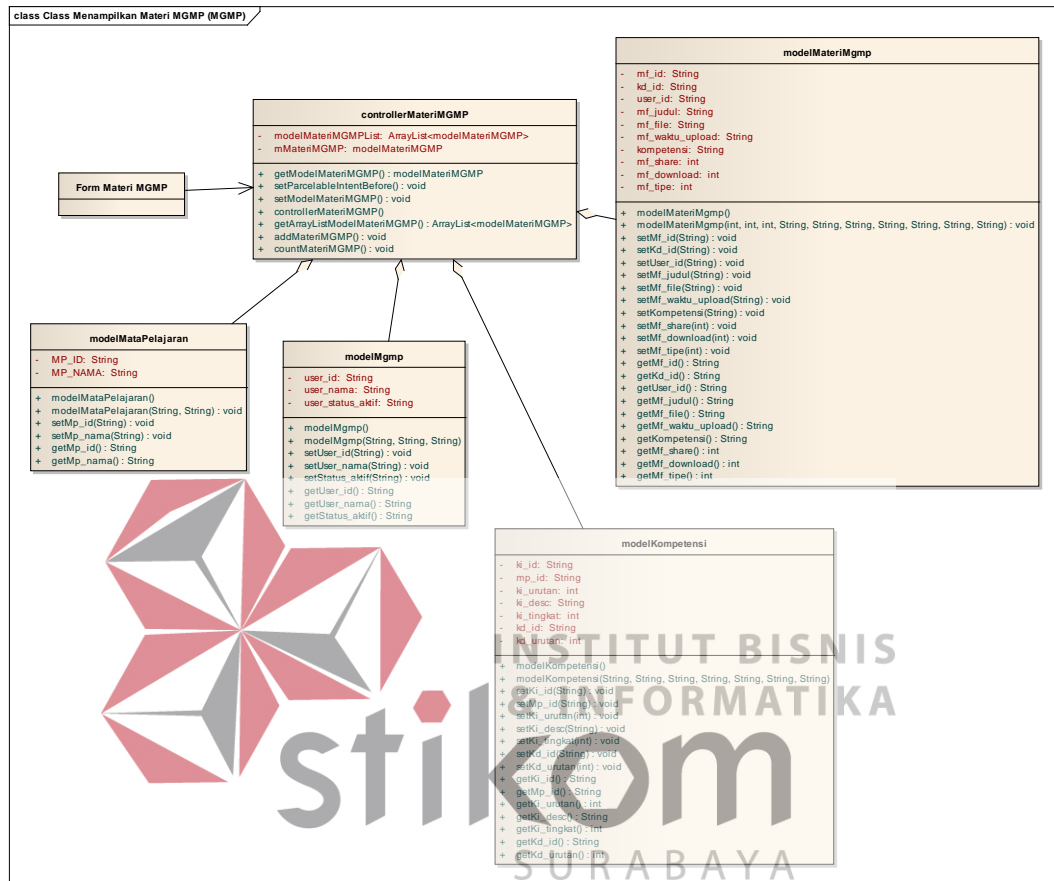 class Class Menampilkan Materi MGMP (MGMP)
modelMateriMgmp
- mf_id: String
- kd_id: String
- user_id: String
- mf_judul: String
- mf_file: String
- mf_waktu_upload: String
- kompetensi: String
- mf_share: int
- mf_download: int
- mf_tipe: int
+ modelMateriMgmp()
+ modelMateriMgmp(int, int, int, String, String, String, String, String, String, String) : void
+ setMf_id(String) : void
+ setKd_id(String) : void
+ setUser_id(String) : void
+ setMf_judul(String) : void
+ setMf_file(String) : void
+ setMf_waktu_upload(String) : void
+ setKompetensi(String) : void
+ setMf_share(int) : void
+ setMf_download(int) : void
+ setMf_tipe(int) : void
+ getMf_id() : String
+ getKd_id() : String
+ getUser_id() : String
+ getMf_judul() : String
+ getMf_file() : String
+ getMf_waktu_upload() : String
+ getKompetensi() : String
+ getMf_share() : int
+ getMf_download() : int
+ getMf_tipe() : int
controllerMateriMGMP
- modelMateriMGMPList: ArrayList<modelMateriMGMP>
- mMateriMGMP: modelMateriMGMP
+ getModelMateriMGMP() : modelMateriMGMP
+ setParcelableIntentBefore() : void
+ setModelMateriMGMP() : void
+ controllerMateriMGMP()
+ getArrayListModelMateriMGMP() : ArrayList<modelMateriMGMP>
+ addMateriMGMP() : void
+ countMateriMGMP() : void
Form Materi MGMP
modelMataPelajaran
- MP_ID: String
- MP_NAMA: String
+ modelMataPelajaran()
+ modelMataPelajaran(String, String) : void
+ setMp_id(String) : void
+ setMp_nama(String) : void
+ getMp_id() : String
+ getMp_nama() : String
modelMgmp
- user_id: String
- user_nama: String
- user_status_aktif: String
+ modelMgmp()
+ modelMgmp(String, String, String)
+ setUser_id(String) : void
+ setUser_nama(String) : void
+ setStatus_aktif(String) : void
+ getUser_id() : String
+ getUser_nama() : String
+ getStatus_aktif() : String
modelKompetensi
- ki_id: String
- mp_id: String
- ki_urutan: int
- ki_desc: String
- ki_tingkat: int
- kd_id: String
- kd_urutan: int
+ modelKompetensi()
+ modelKompetensi(String, String, String, String, String, String, String)
+ setKi_id(String) : void
+ setMp_id(String) : void
+ setKi_urutan(int) : void
+ setKi_desc(String) : void
+ setKi_tingkat(int) : void
+ setKd_id(String) : void
+ setKd_urutan(int) : void
+ getKi_id() : String
+ getMp_id() : String
+ getKi_urutan() : int
+ getKi_desc() : String
+ getKi_tingkat() : int
+ getKd_id() : String
+ getKd_urutan() : int
INSTITUT BISNIS
& INFORMATIKA
stikom
SURABAYA